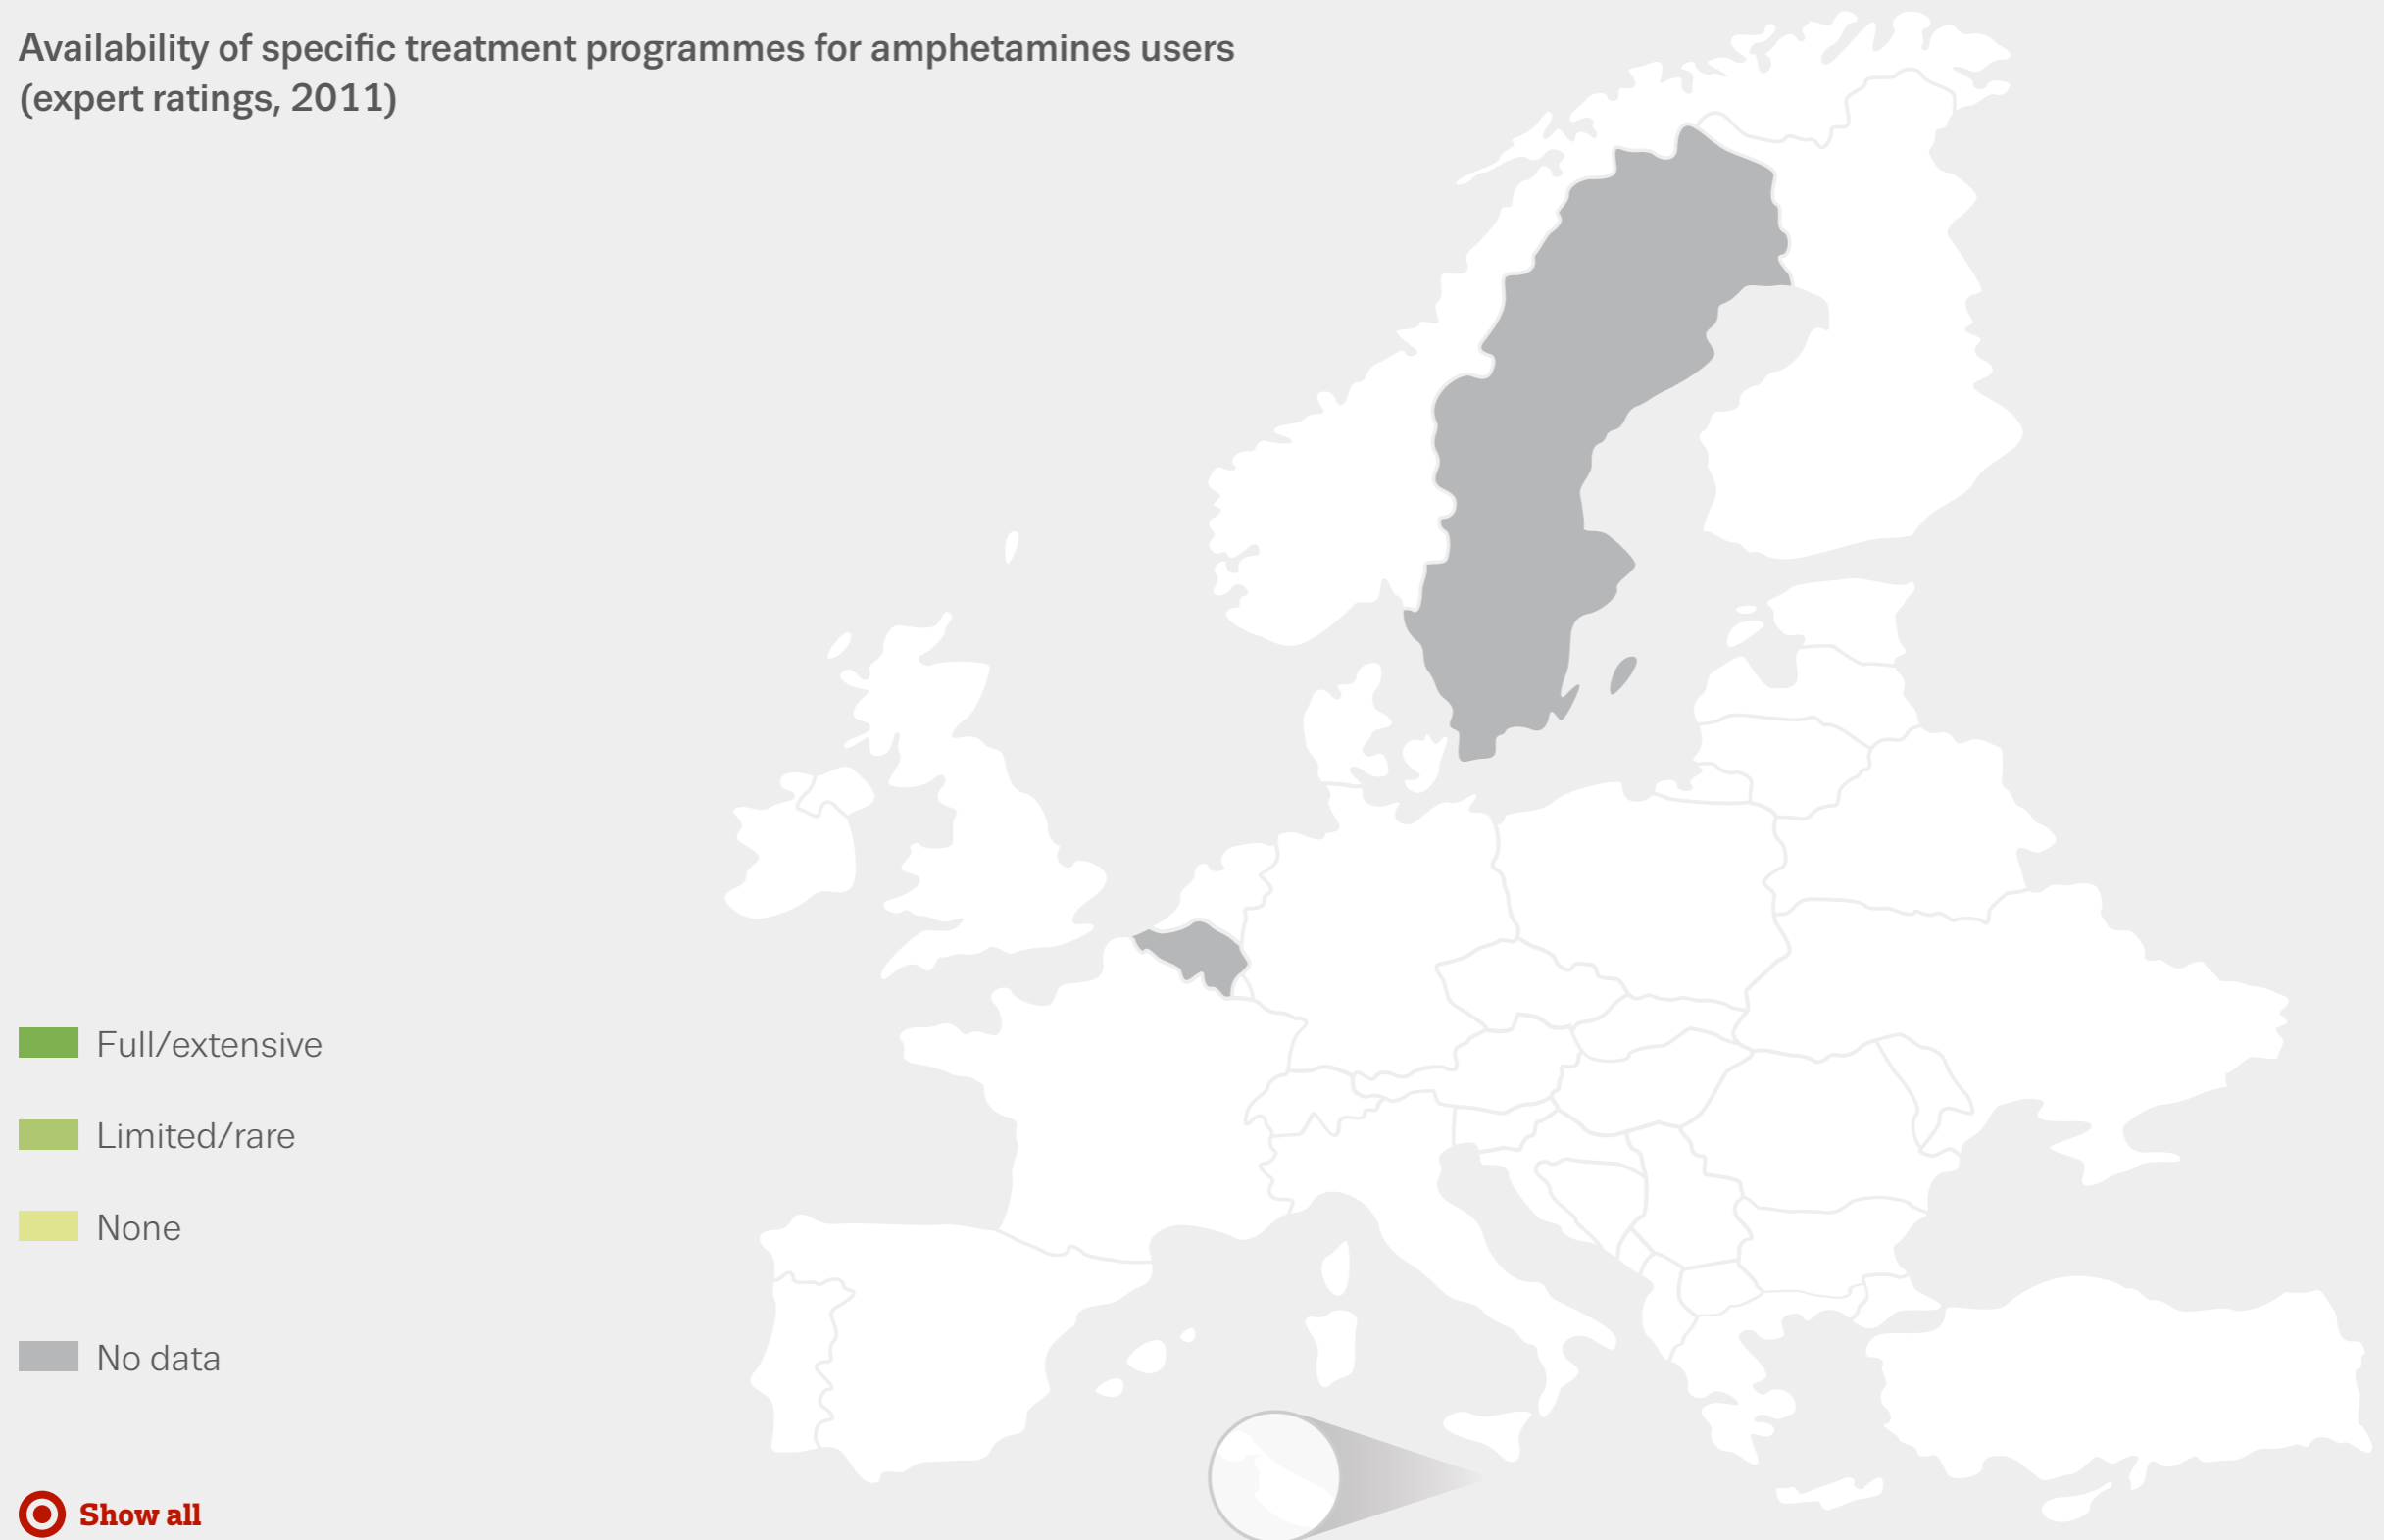 Availability of specific treatment programmes for amphetamines users
(expert ratings, 2011)
Full/extensive
Limited/rare
None
No data
Show all